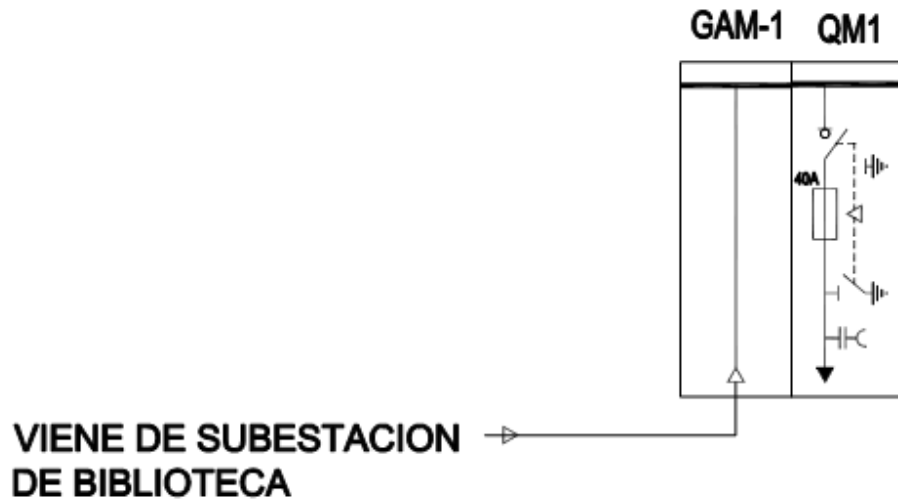 GAM-1 QM1
40A
VIENE DE SUBESTACION
DE BIBLIOTECA